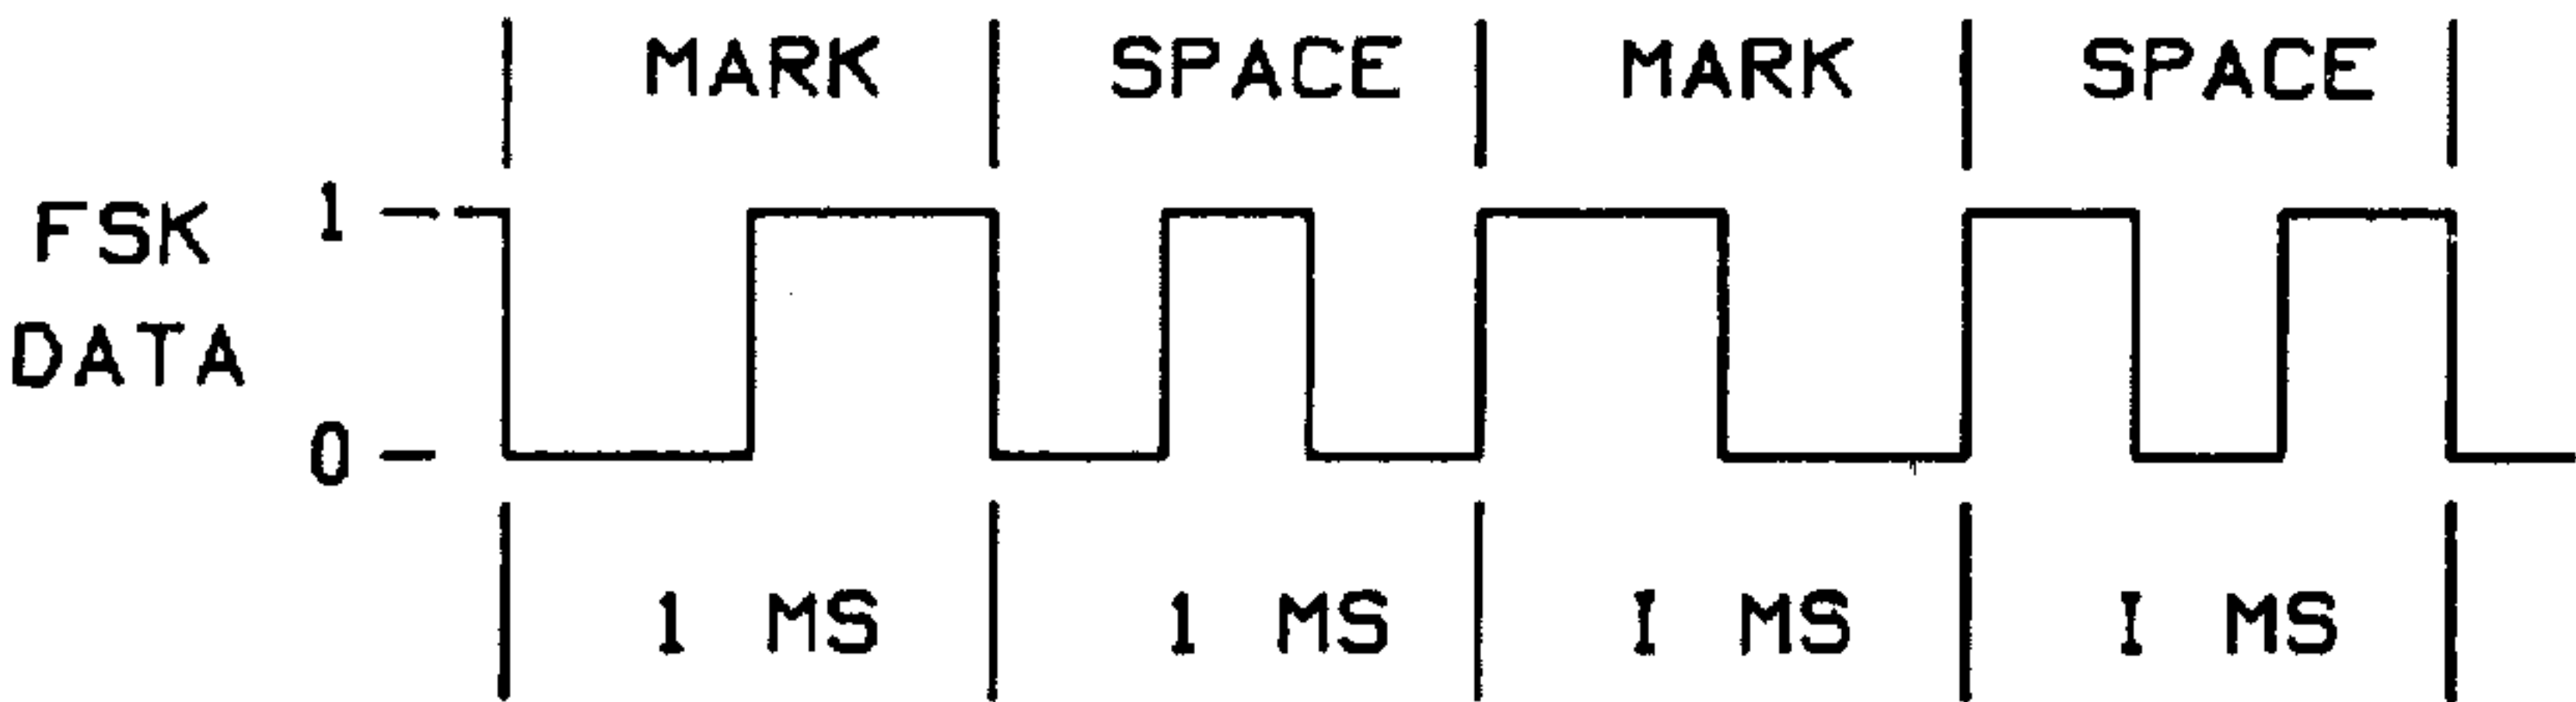 MARK SPACE MARK SPACE
FSK 1
DATA
0
1 MS 1 MS I MS I MS